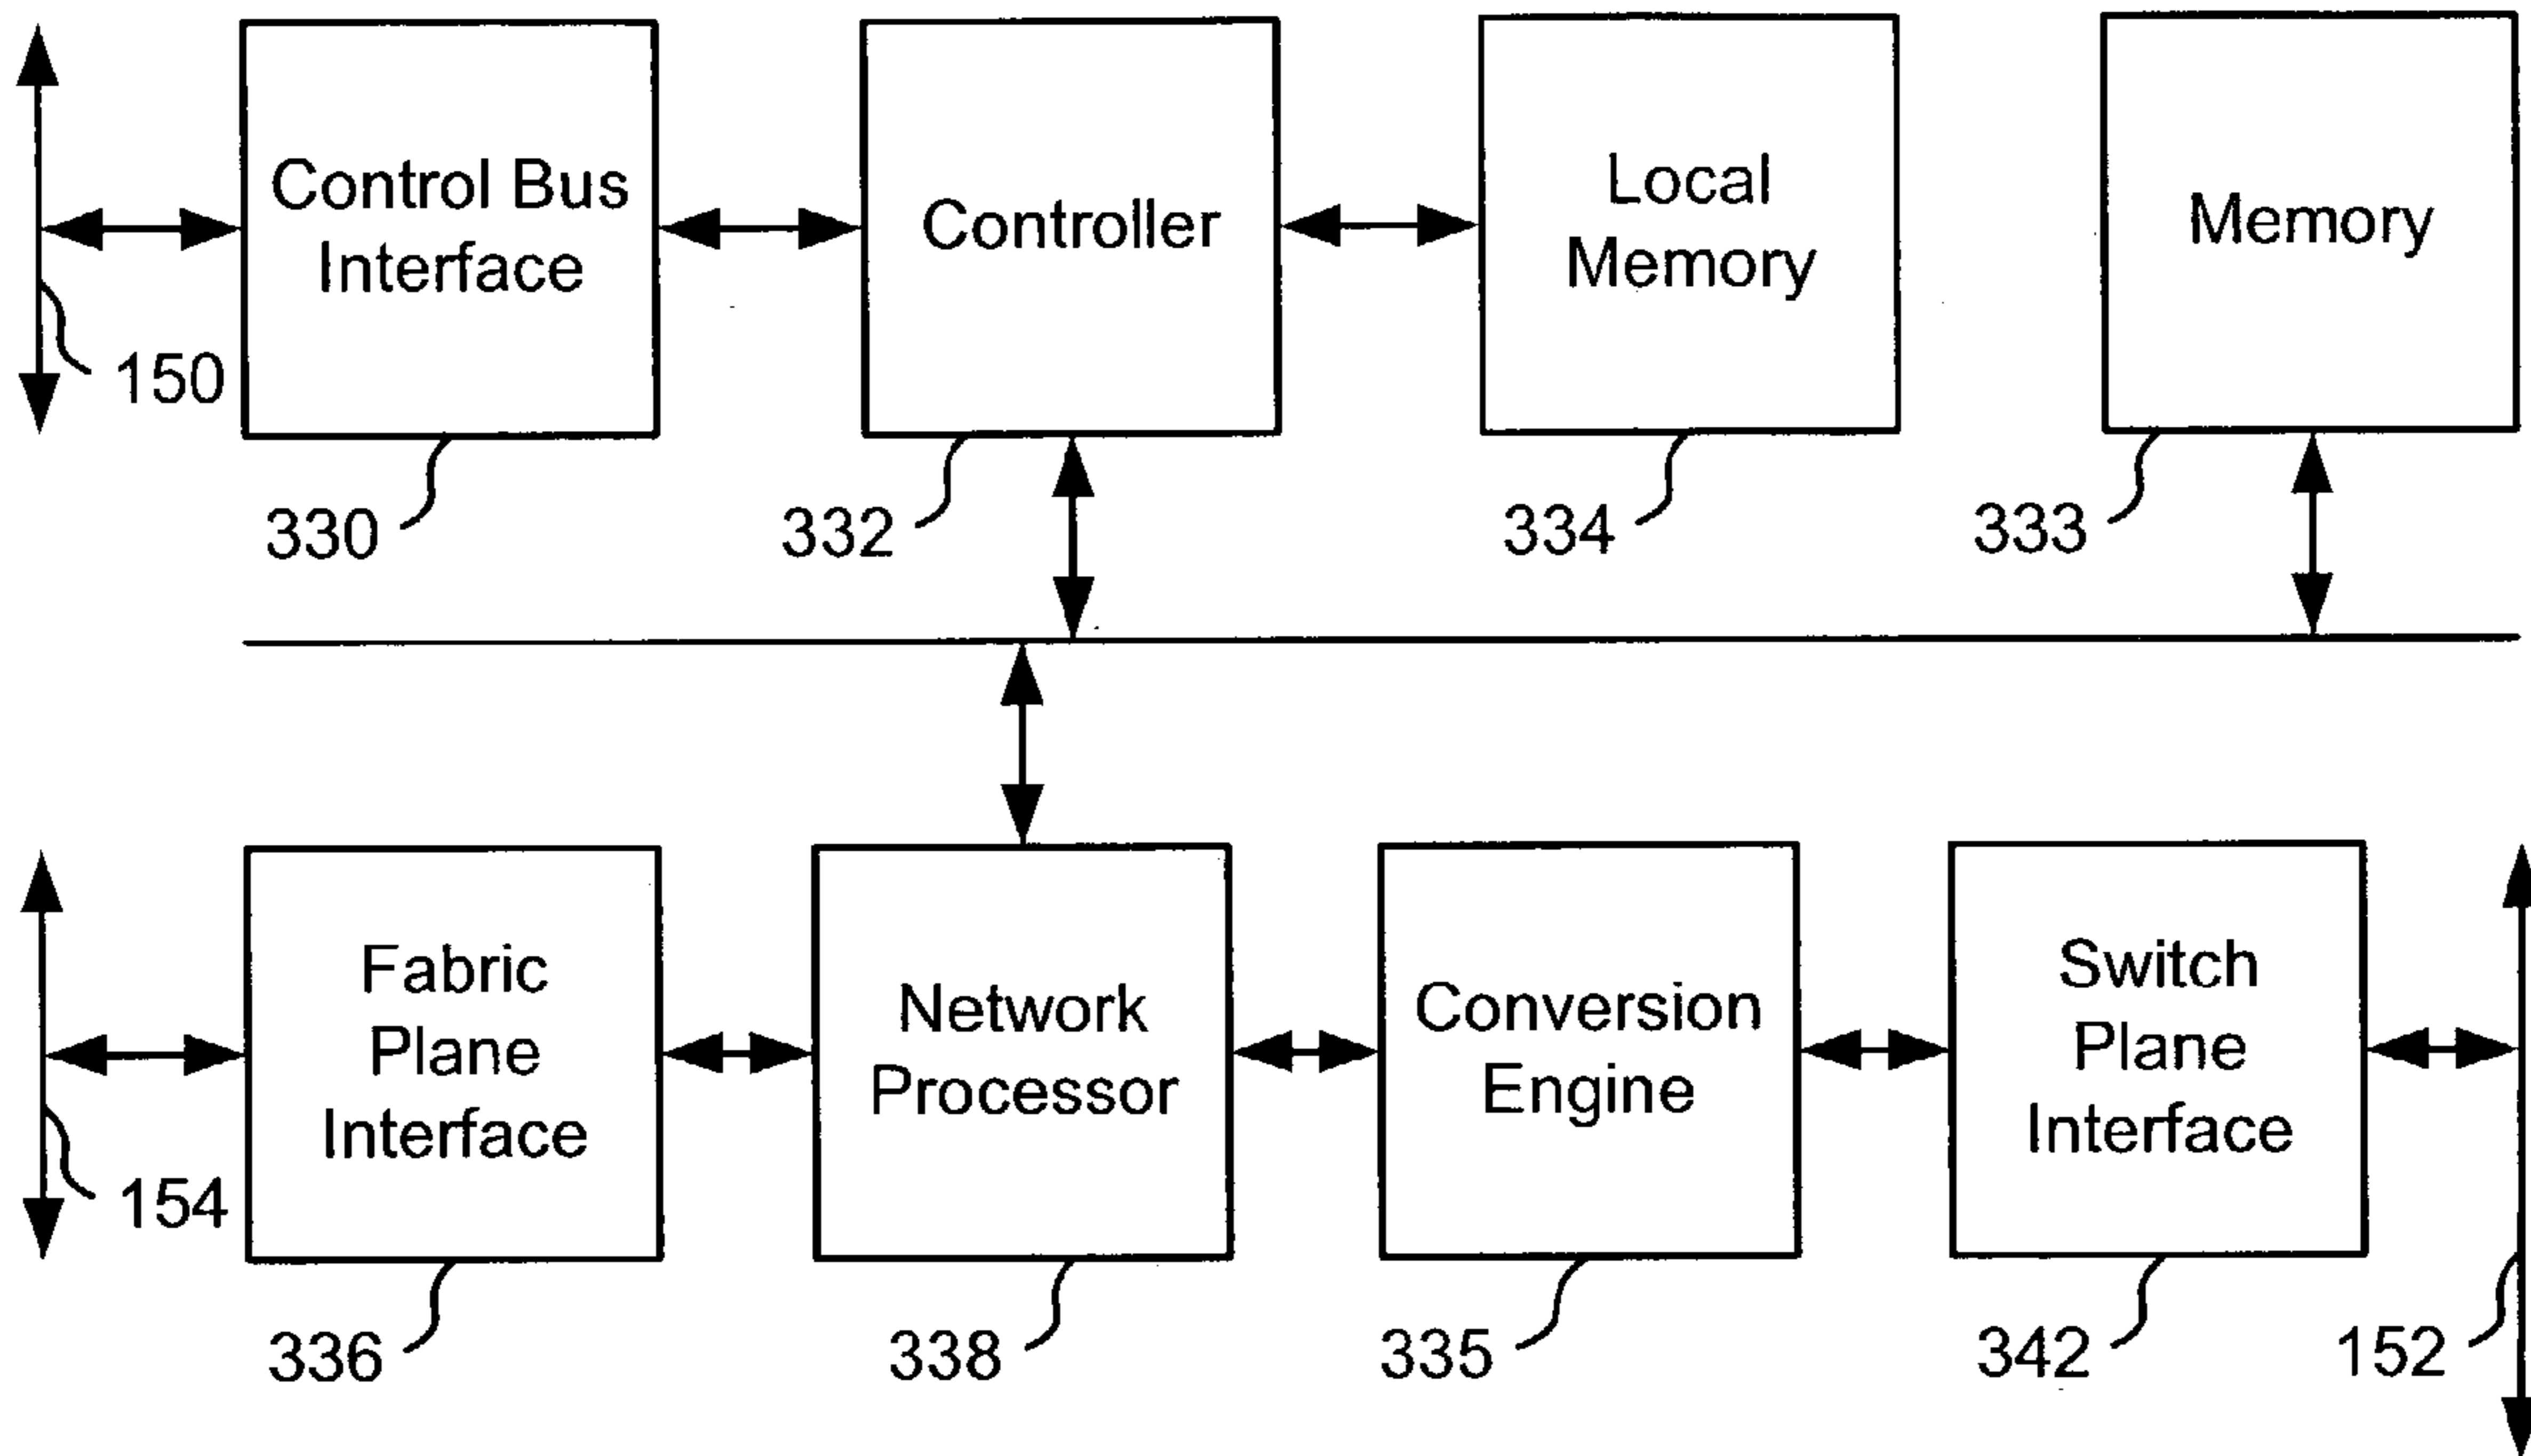 Control Bus
Interface
Controller
Local
Memory
Memory
150
330
332
334
333
Fabric
Plane
Interface
Network
Processor
Conversion
Engine
Switch
Plane
Interface
154
336
338
335
342
152